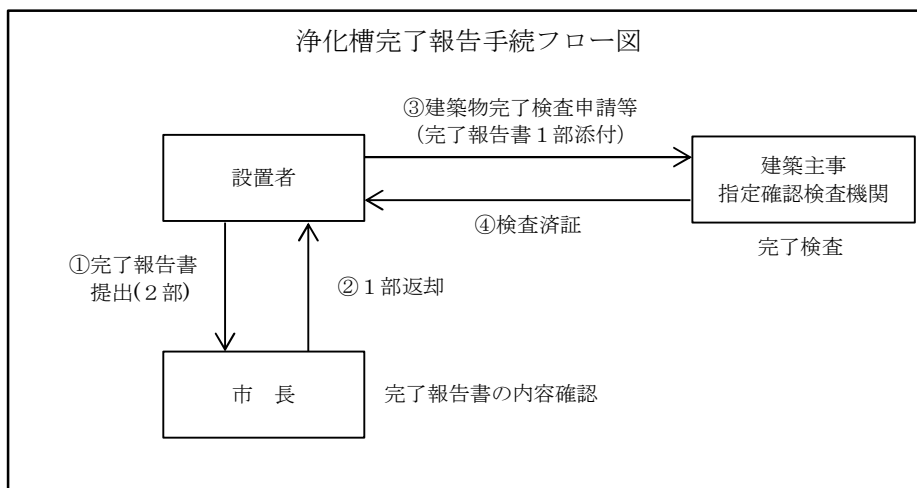 浄化槽完了報告手続フロー図
③建築物完了検査申請等
（完了報告書１部添付）
設置者
建築主事
指定確認検査機関
④検査済証
完了検査
①完了報告書
提出(２部)
②１部返却
市　長
完了報告書の内容確認